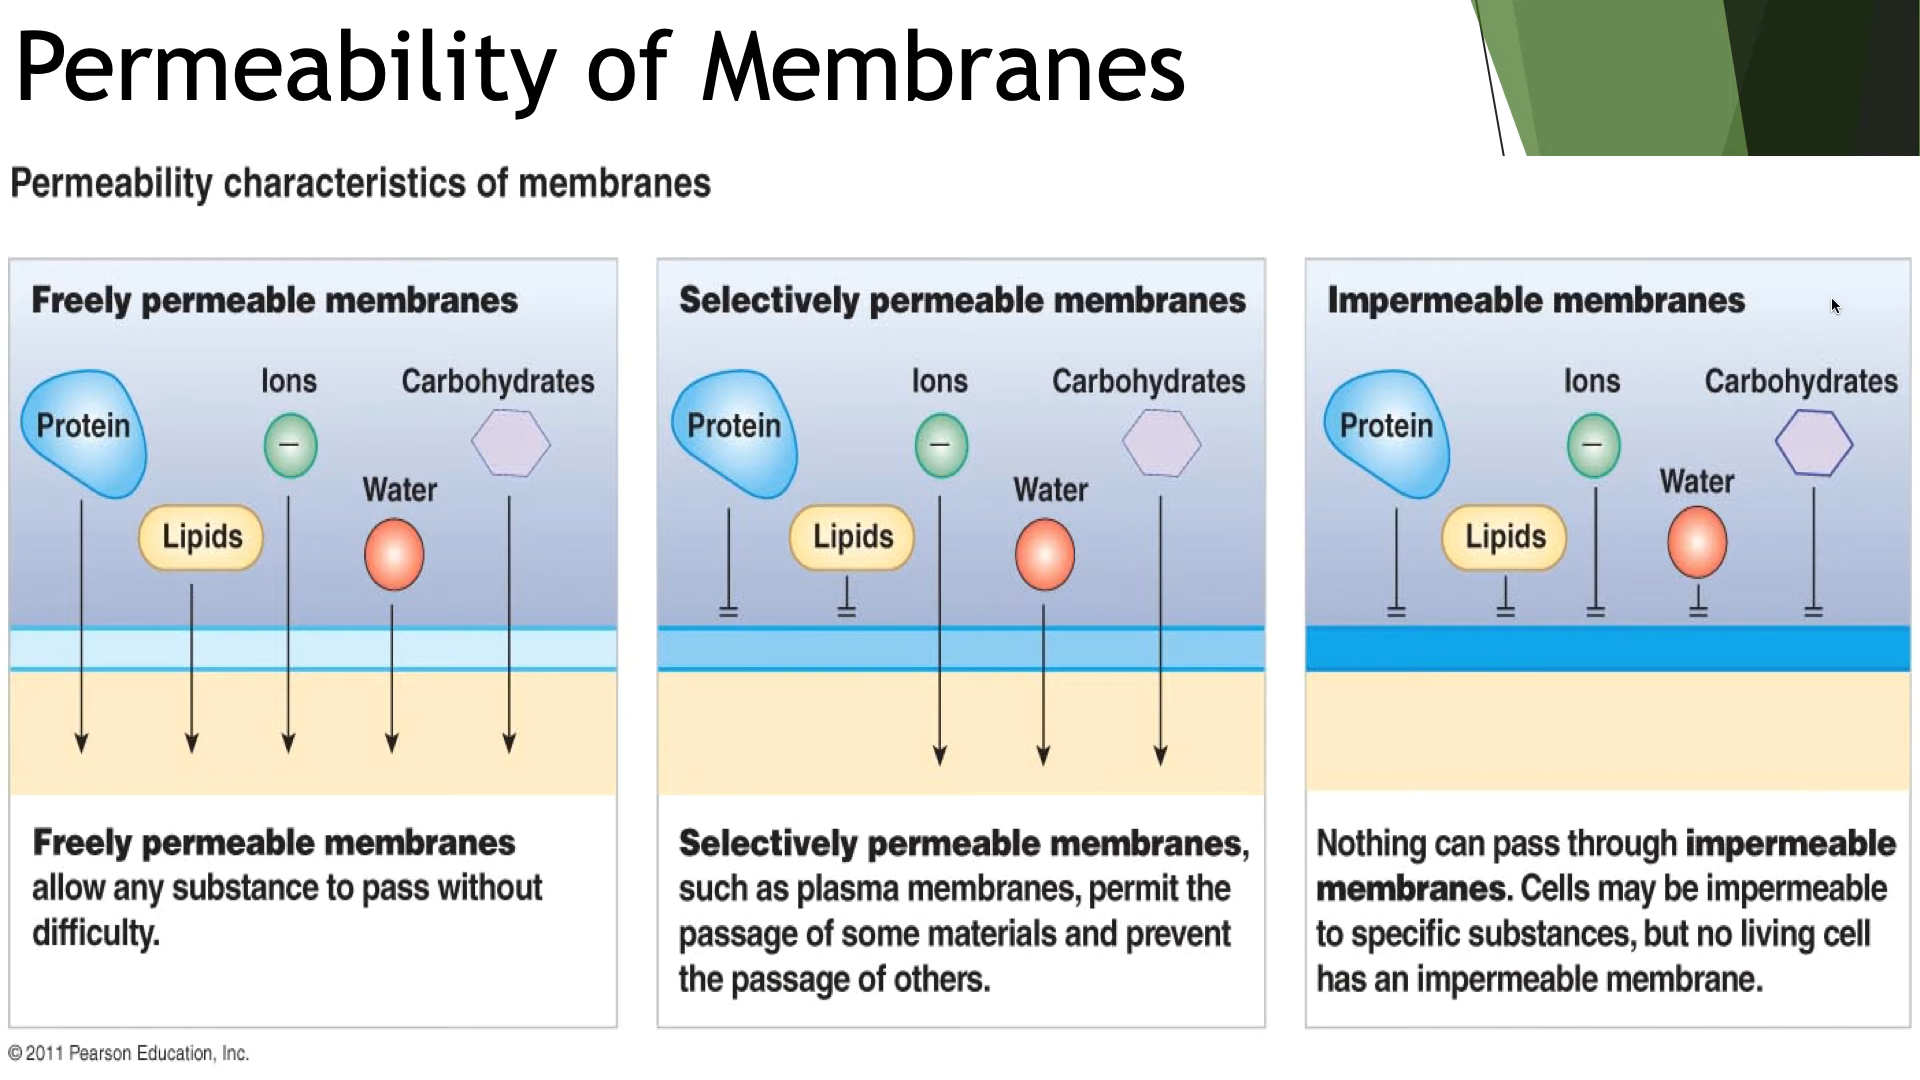 Permeability of Membranes
Permeability characteristics of membranes
Freely permeable membranes
Protein
Ions
Carbohydrates
−
Water
Lipids
Freely permeable membranes
allow any substance to pass without
difficulty.
Selectively permeable membranes
Protein
Ions
Carbohydrates
−
Water
Lipids
Selectively permeable membranes,
such as plasma membranes, permit the
passage of some materials and prevent
the passage of others.
Impermeable membranes
Protein
Ions
Carbohydrates
−
Water
Lipids
Nothing can pass through impermeable
membranes. Cells may be impermeable
to specific substances, but no living cell
has an impermeable membrane.
© 2011 Pearson Education, Inc.